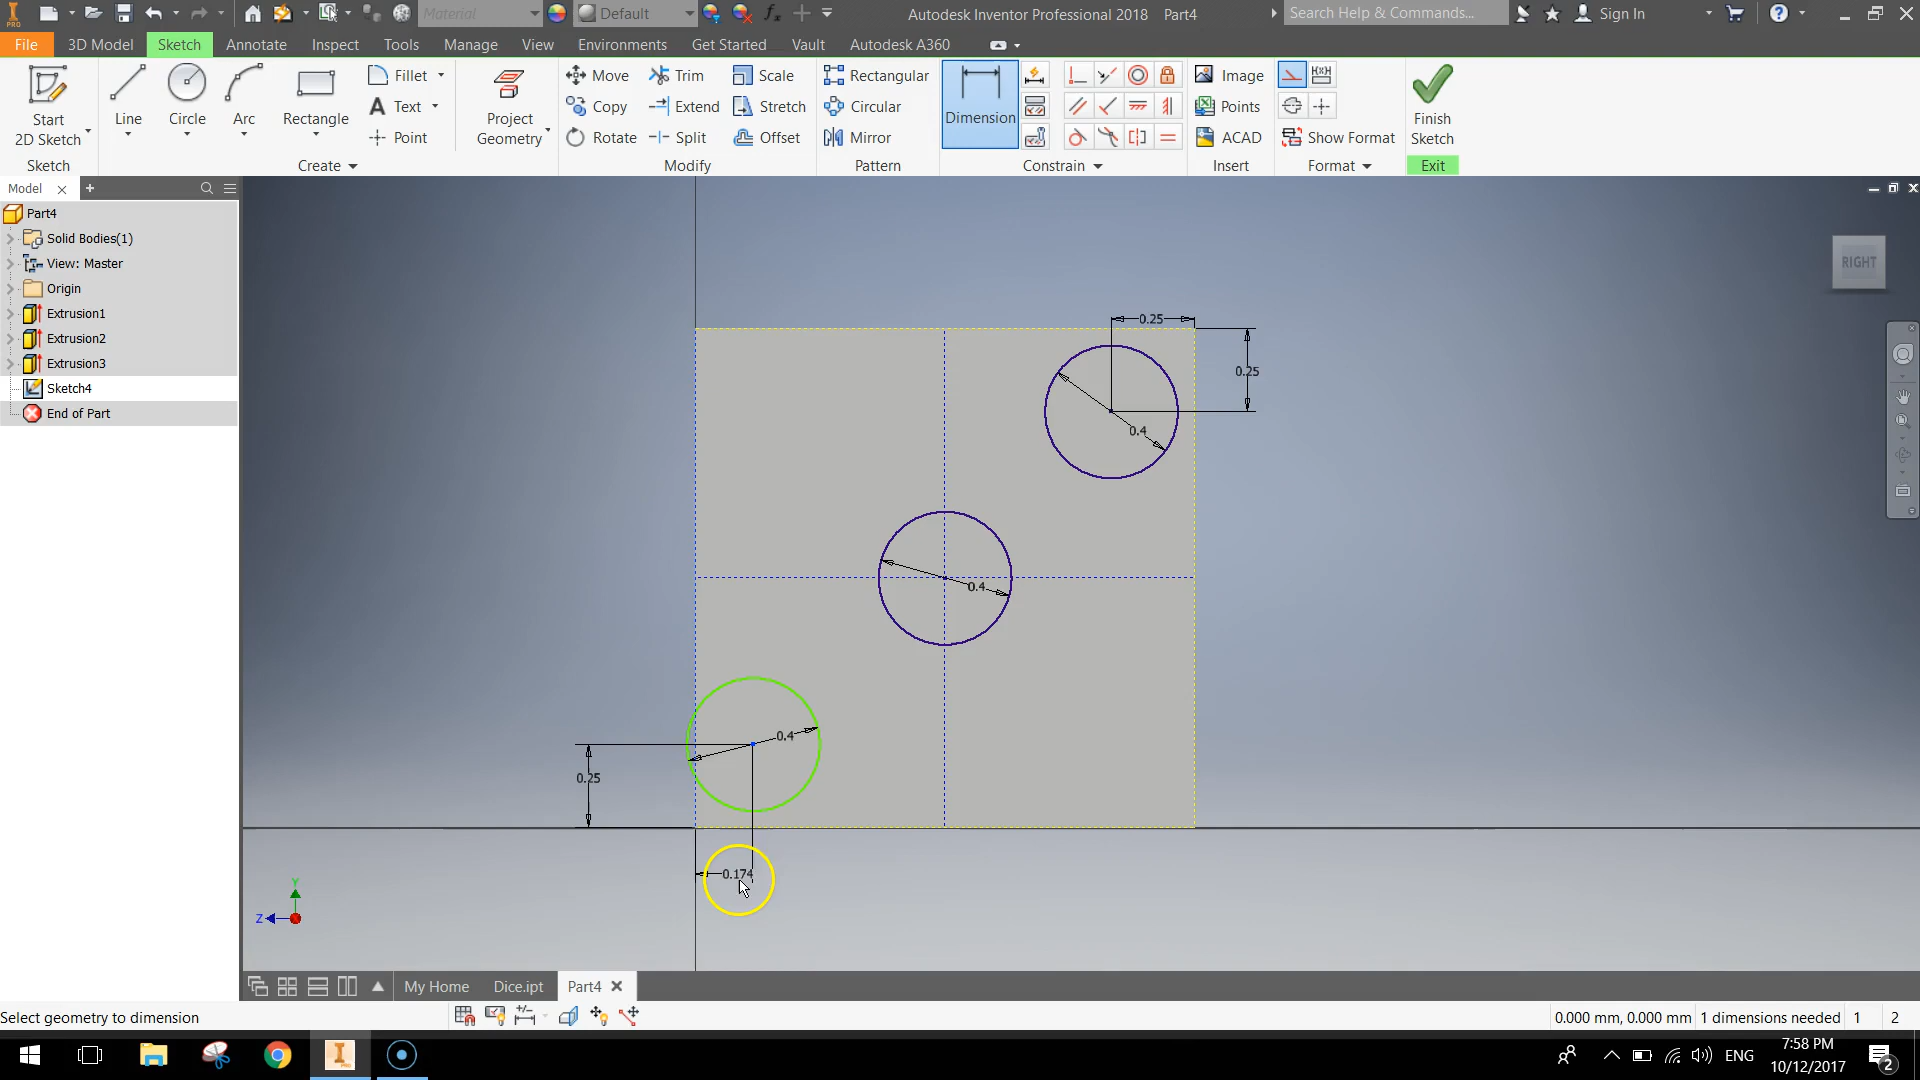 Material
Default
Autodesk Inventor Professional 2018 Part4
Search Help & Commands...
Sign In
PRO
File 3D Model Sketch Annotate Inspect Tools Manage View Environments Get Started Vault Autodesk A360
Start
2D Sketch
Line
Circle
Arc
Rectangle
Fillet
Text
Point
Project
Geometry
Move
Copy
Rotate
Trim
Extend
Split
Scale
Stretch
Offset
Rectangular
Circular
Mirror
Dimension
Image
Points
ACAD
Show Format
Finish
Sketch
Sketch Create Modify Pattern Constrain Insert Format Exit
Model
Part4
Solid Bodies(1)
View: Master
Origin
Extrusion1
Extrusion2
Extrusion3
Sketch4
End of Part
RIGHT
0.25
0.25
0.4
0.4
0.4
0.25
0.174
Y
Z
My Home Dice.ipt Part4
Select geometry to dimension
0.000 mm, 0.000 mm 1 dimensions needed 1 2
ENG
7:58 PM
10/12/2017
2